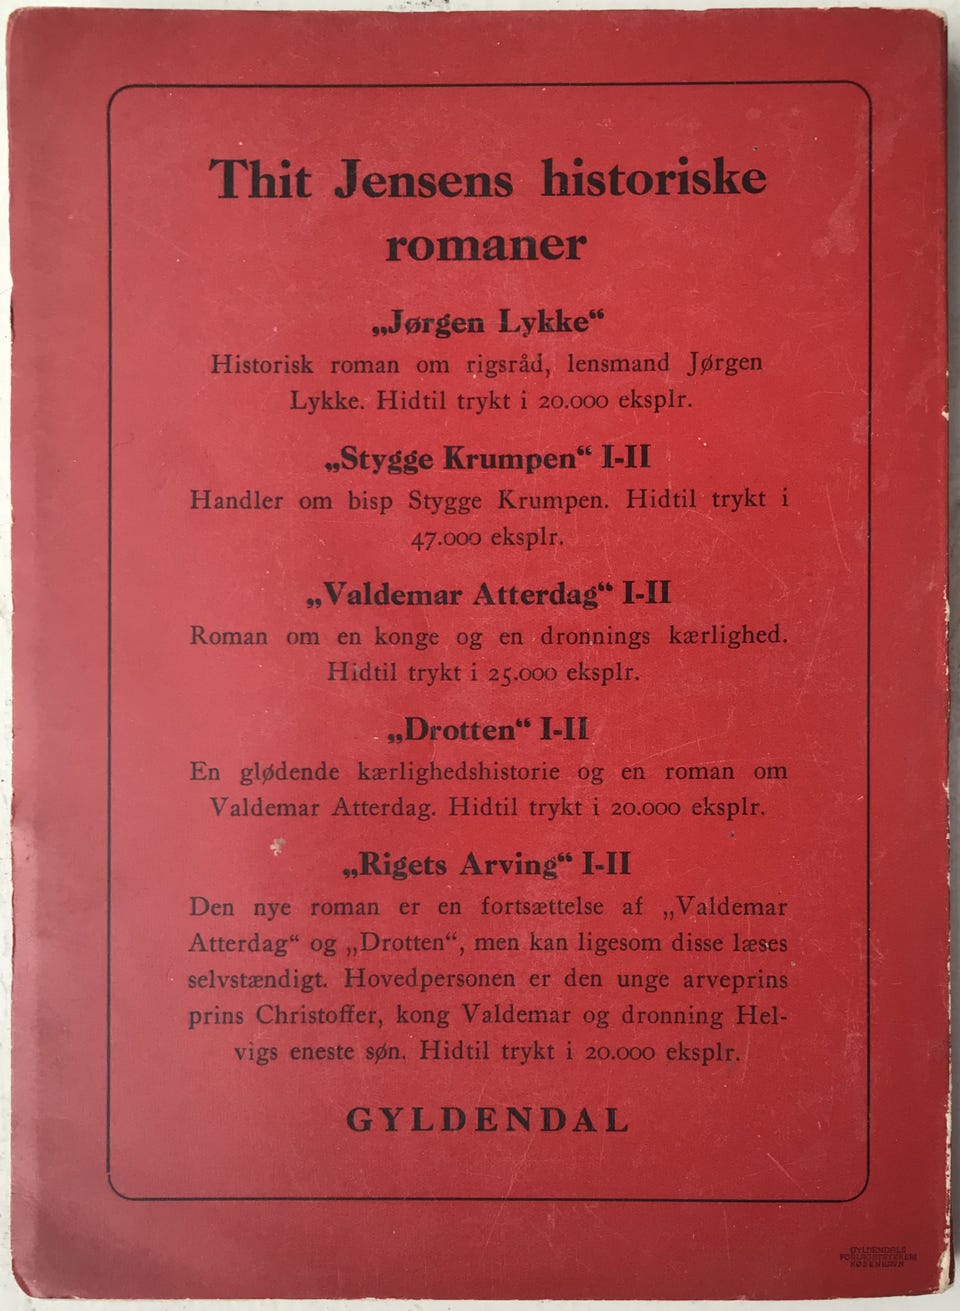 Thit Jensens historiske
romaner
„Jørgen Lykke“
Historisk roman om rigsråd, lensmand Jørgen
Lykke. Hidtil trykt i 20.000 eksplr.
„Stygge Krumpen“ I-II
Handler om bisp Stygge Krumpen. Hidtil trykt i
47.000 eksplr.
„Valdemar Atterdag“ I-II
Roman om en konge og en dronnings kærlighed.
Hidtil trykt i 25.000 eksplr.
„Drotten“ I-II
En glødende kærlighedshistorie og en roman om
Valdemar Atterdag. Hidtil trykt i 20.000 eksplr.
„Rigets Arving“ I-II
Den nye roman er en fortsættelse af „Valdemar
Atterdag“ og „Drotten“, men kan ligesom disse læses
selvstændigt. Hovedpersonen er den unge arveprins
prins Christoffer, kong Valdemar og dronning Hel-
vigs eneste søn. Hidtil trykt i 20.000 eksplr.
GYLDENDAL
GYLDENDALS
FORLAGSTRYKKERI
KØBENHAVN